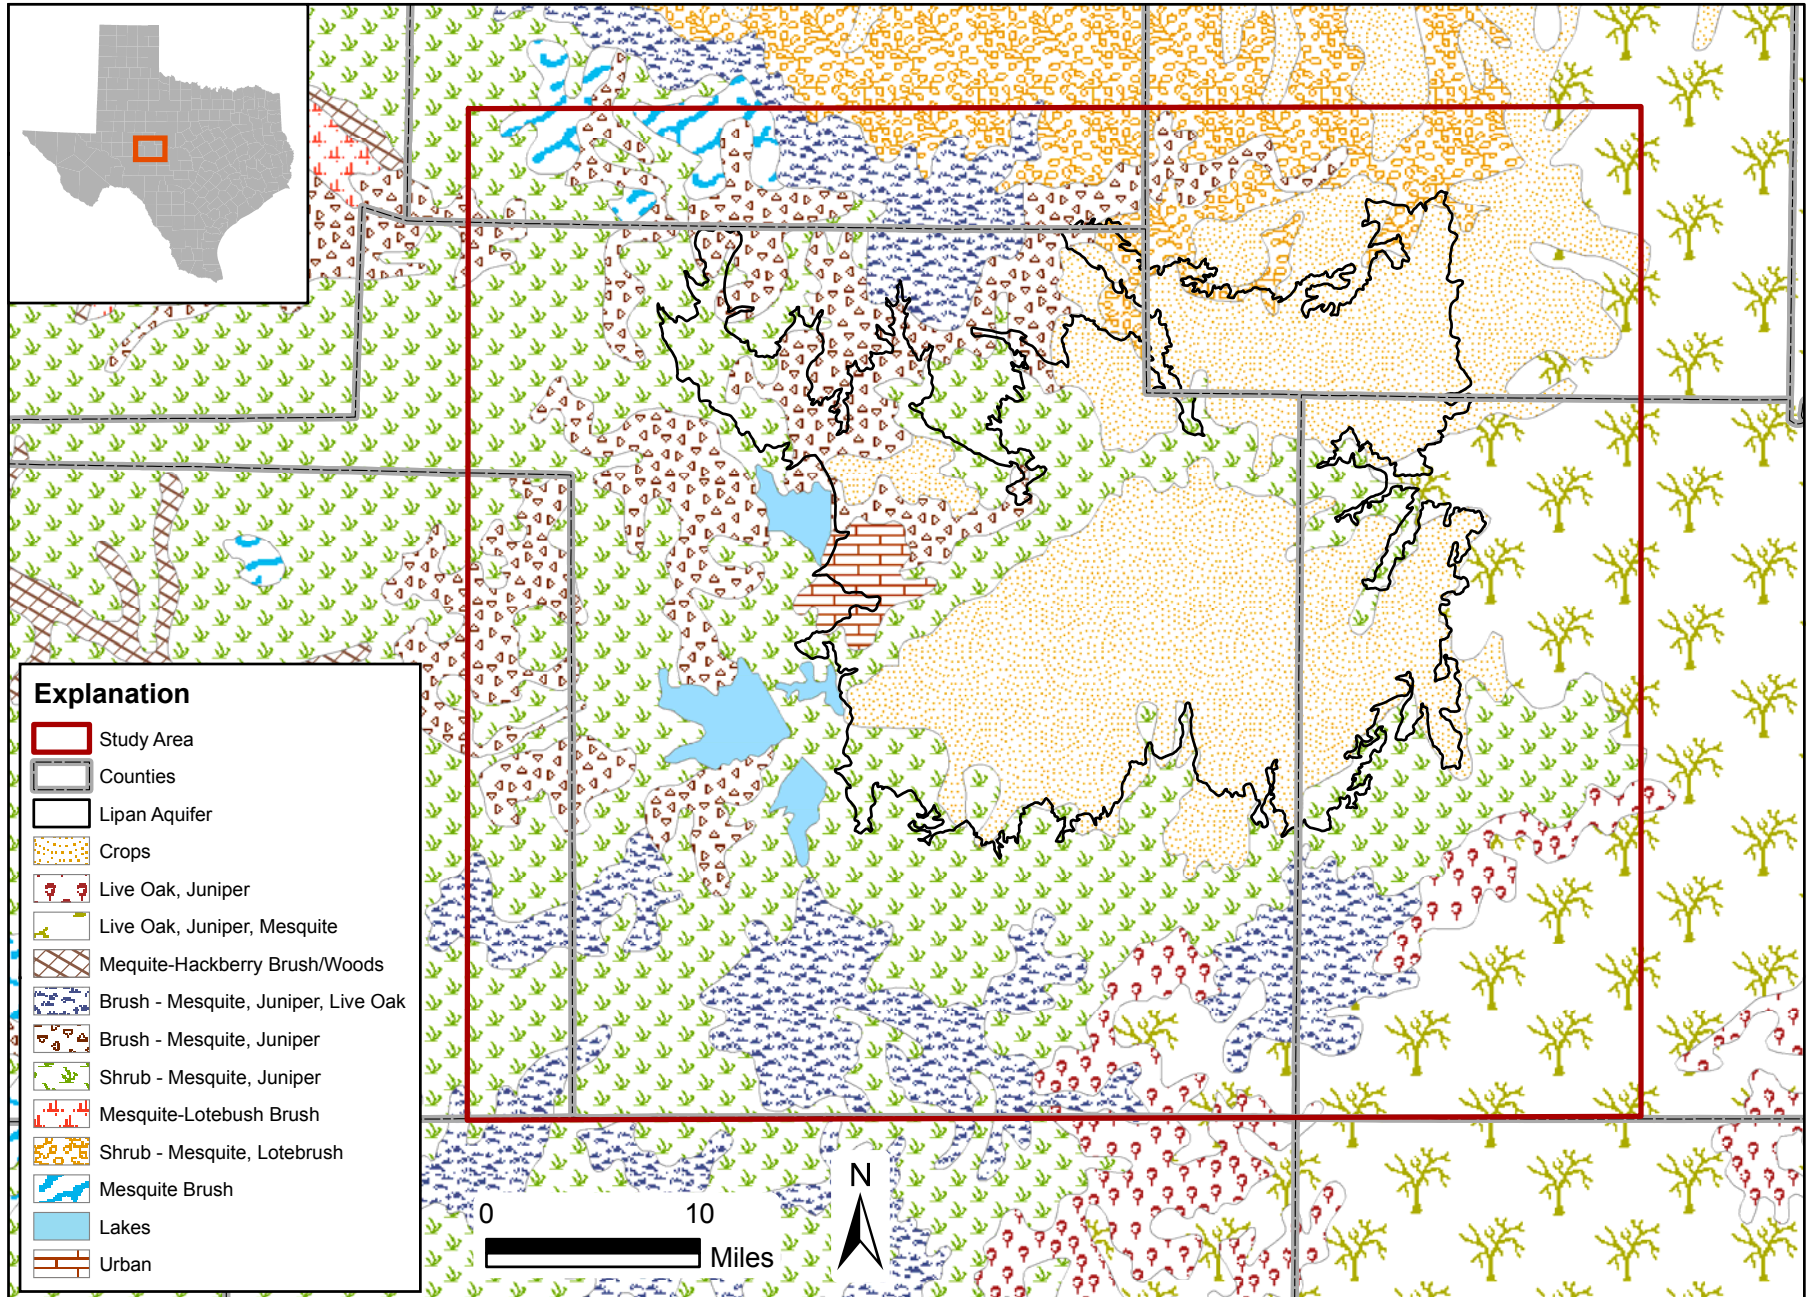 Explanation
Study Area
Counties
Lipan Aquifer
Crops
Live Oak, Juniper
Live Oak, Juniper, Mesquite
Mequite-Hackberry Brush/Woods
Brush - Mesquite, Juniper, Live Oak
Brush - Mesquite, Juniper
Shrub - Mesquite, Juniper
Mesquite-Lotebush Brush
Shrub - Mesquite, Lotebrush
Mesquite Brush
Lakes
Urban
0 10
Miles
N